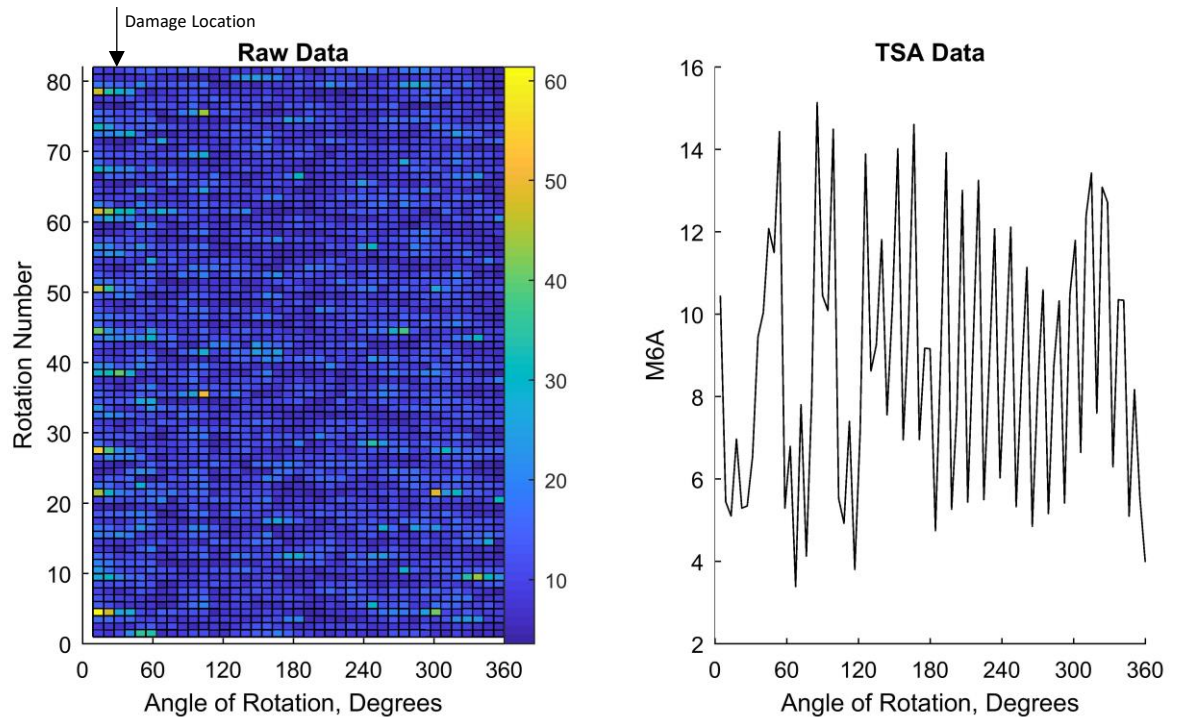 Damage Location
Raw Data
80
70
60
50
40
30
20
10
0
Rotation Number
0 60 120 180 240 300 360
Angle of Rotation, Degrees
60
50
40
30
20
10
TSA Data
16
14
12
10
8
6
4
2
M6A
0 60 120 180 240 300 360
Angle of Rotation, Degrees